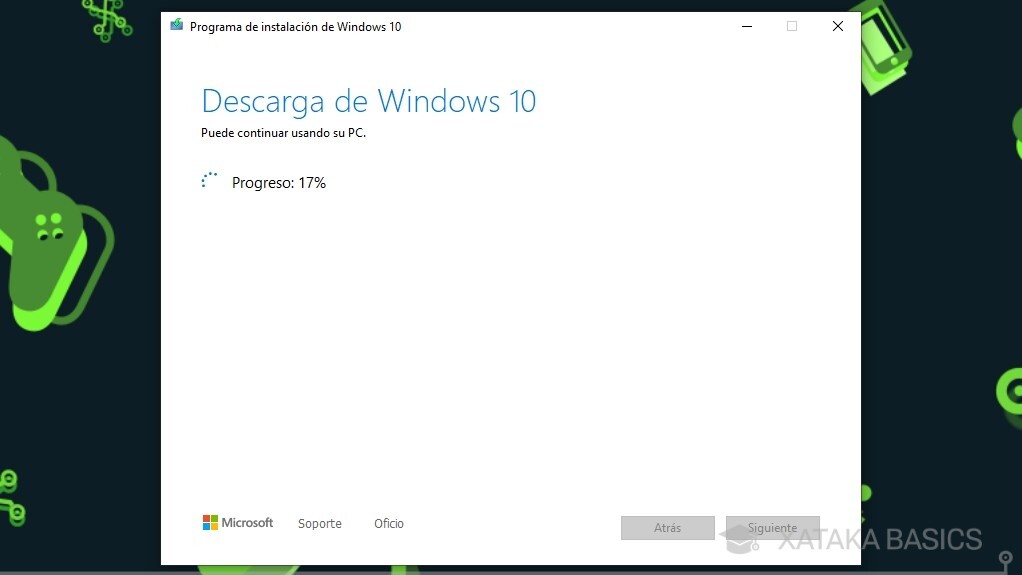 Programa de instalación de Windows 10
Descarga de Windows 10
Puede continuar usando su PC.
Progreso: 17%
Microsoft
Soporte
Oficio
Atrás
Siguiente
XATAKA BASICS